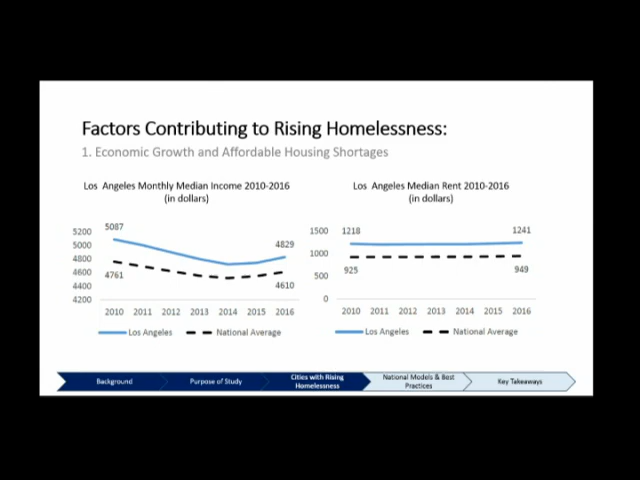 Factors Contributing to Rising Homelessness:
1. Economic Growth and Affordable Housing Shortages
Los Angeles Monthly Median Income 2010-2016
(in dollars)
5200
5000
4800
4600
4400
4200
5087
4829
4761
4610
2010 2011 2012 2013 2014 2015 2016
Los Angeles National Average
Los Angeles Median Rent 2010-2016
(in dollars)
1500
1000
500
0
1218
1241
925
949
2010 2011 2012 2013 2014 2015 2016
Los Angeles National Average
Background
Purpose of Study
Cities with Rising
Homelessness
National Models & Best
Practices
Key Takeaways